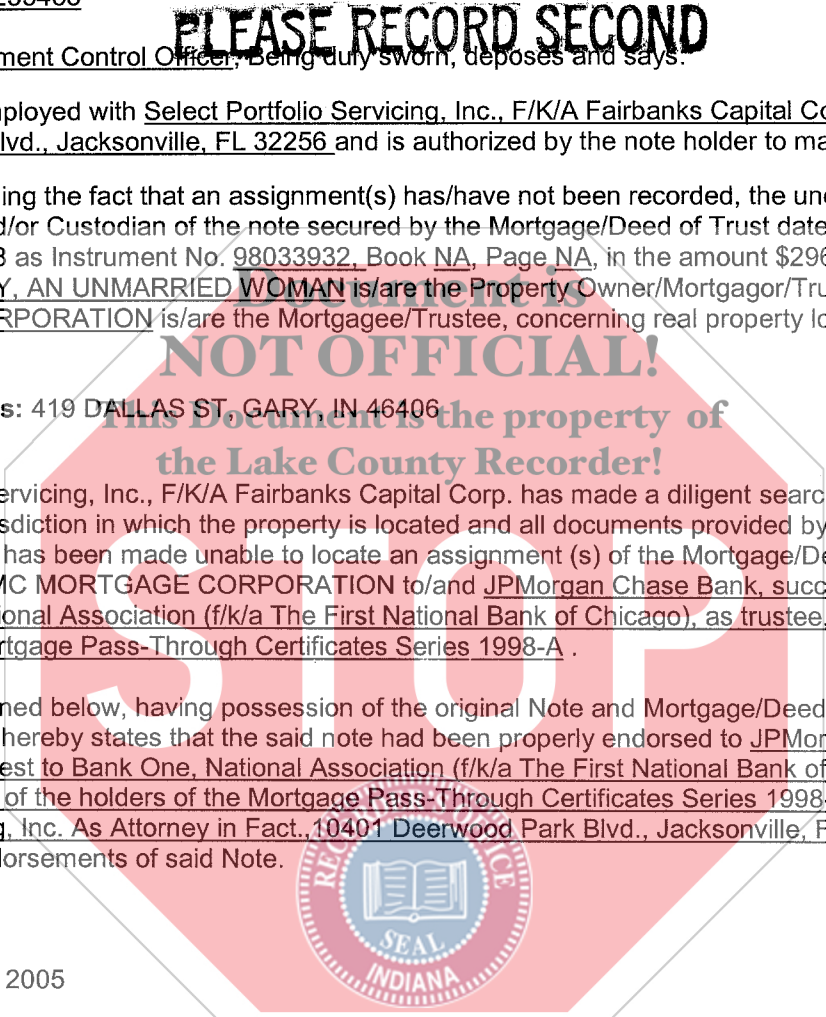 PLEASE RECORD SECOND
ment Control Officer, Being duly sworn, deposes and says:
ployed with Select Portfolio Servicing, Inc., F/K/A Fairbanks Capital Co
lvd., Jacksonville, FL 32256 and is authorized by the note holder to ma
ing the fact that an assignment(s) has/have not been recorded, the un
d/or Custodian of the note secured by the Mortgage/Deed of Trust date
as Instrument No. 98033932, Book NA, Page NA, in the amount $296
Y, AN UNMARRIED WOMAN is/are the Property Owner/Mortgagor/Tru
Document is
RPORATION is/are the Mortgagee/Trustee, concerning real property lo
NOT OFFICIAL!
s: 419 DALLAS ST, GARY, IN 46406
This Document is the property of
the Lake County Recorder!
ervicing, Inc., F/K/A Fairbanks Capital Corp. has made a diligent searc
sdiction in which the property is located and all documents provided by
has been made unable to locate an assignment (s) of the Mortgage/De
MC MORTGAGE CORPORATION to/and JPMorgan Chase Bank, succ
ional Association (f/k/a The First National Bank of Chicago), as trustee,
rtgage Pass-Through Certificates Series 1998-A .
STOP
ned below, having possession of the original Note and Mortgage/Deed
hereby states that the said note had been properly endorsed to JPMor
est to Bank One, National Association (f/k/a The First National Bank of
of the holders of the Mortgage Pass-Through Certificates Series 1998-
g, Inc. As Attorney in Fact.,10401 Deerwood Park Blvd., Jacksonville, F
dorsements of said Note.
RECORDER'S OFFICE
SEAL
INDIANA
2005